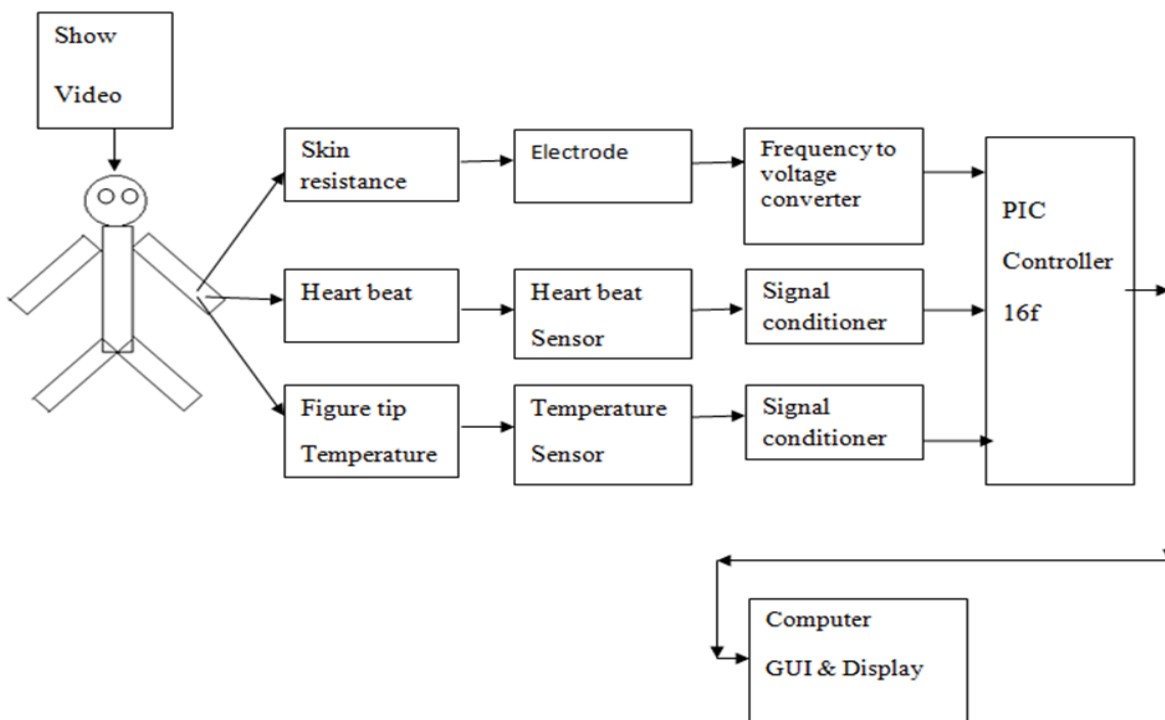 Show
Video
Skin
resistance
Electrode
Frequency to
voltage
converter
PIC
Controller
16f
Heart beat
Heart beat
Sensor
Signal
conditioner
Figure tip
Temperature
Temperature
Sensor
Signal
conditioner
Computer
GUI & Display